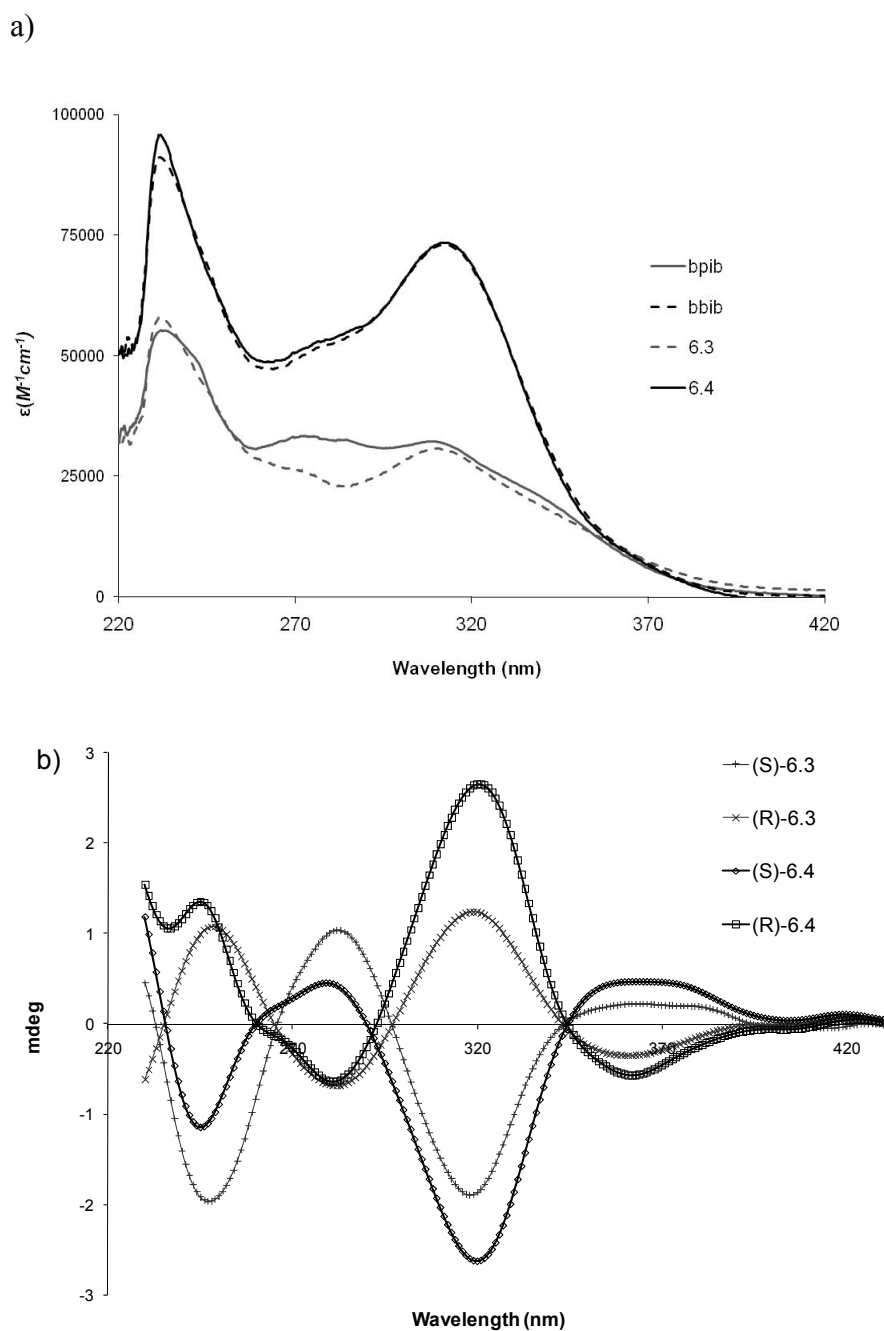 a)
100000
75000
50000
25000
0
ε(M⁻¹cm⁻¹)
220 270 320 370 420
Wavelength (nm)
bpib
bbib
6.3
6.4
b)
3
2
1
0
-1
-2
-3
mdeg
220 270 320 370 420
Wavelength (nm)
(S)-6.3
(R)-6.3
(S)-6.4
(R)-6.4